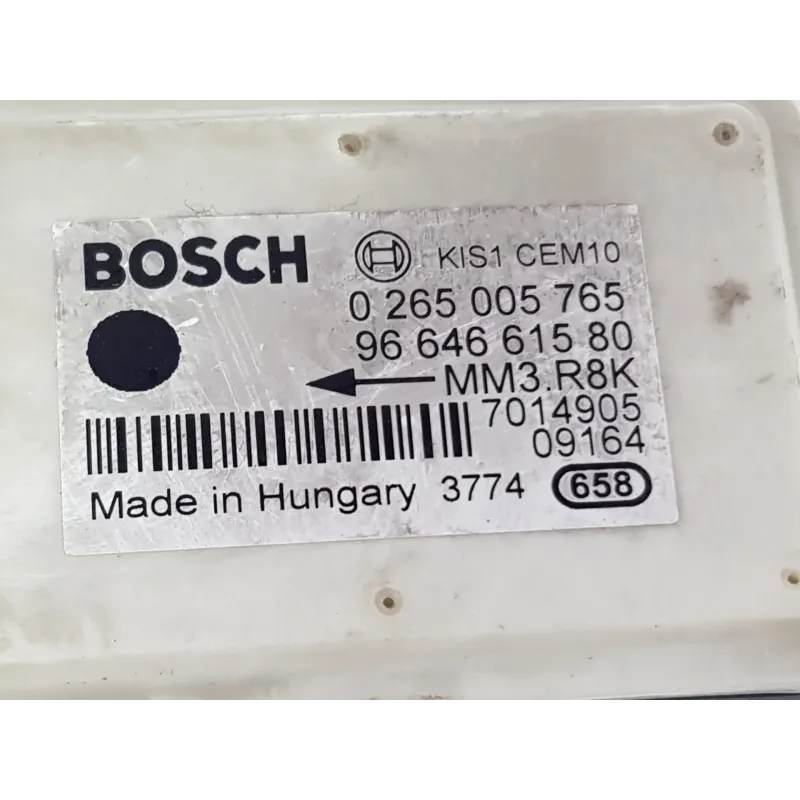 BOSCH KIS1 CEM10
0 265 005 765
96 646 615 80
MM3.R8K
7014905
09164
Made in Hungary 3774 658